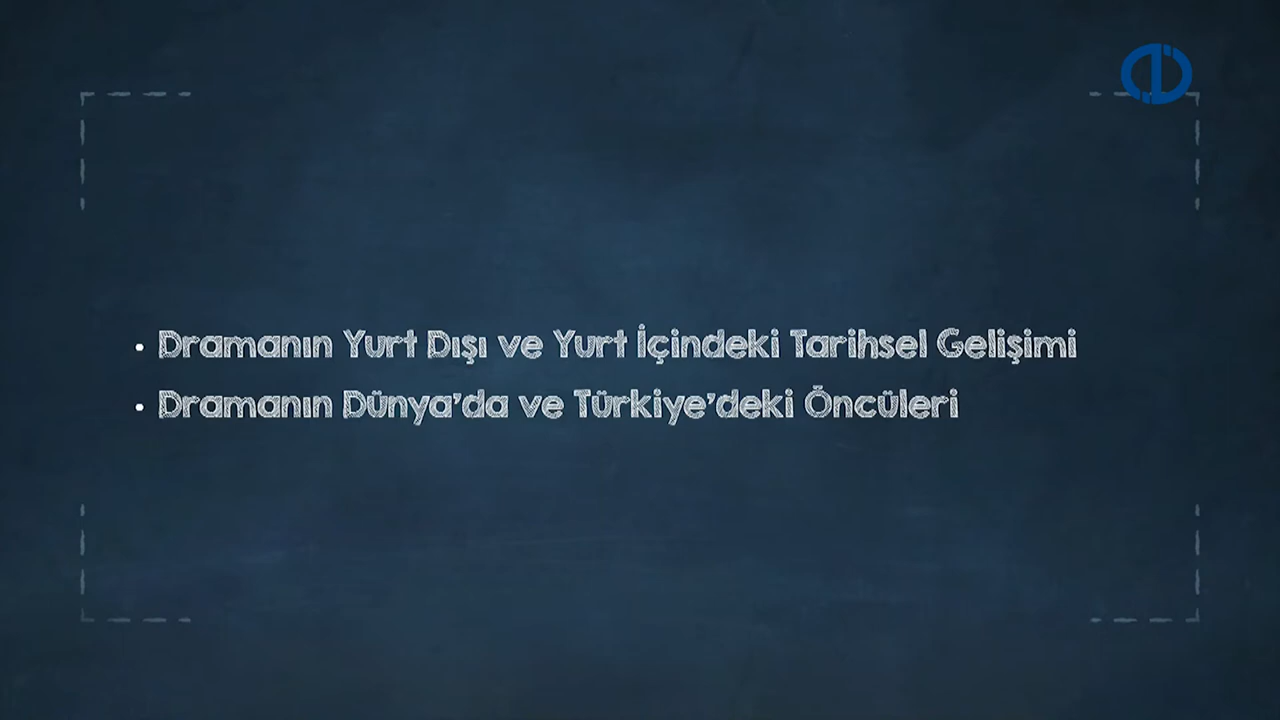 • Dramanın Yurt Dışı ve Yurt İçindeki Tarihsel Gelişimi
• Dramanın Dünya'da ve Türkiye'deki Öncüleri